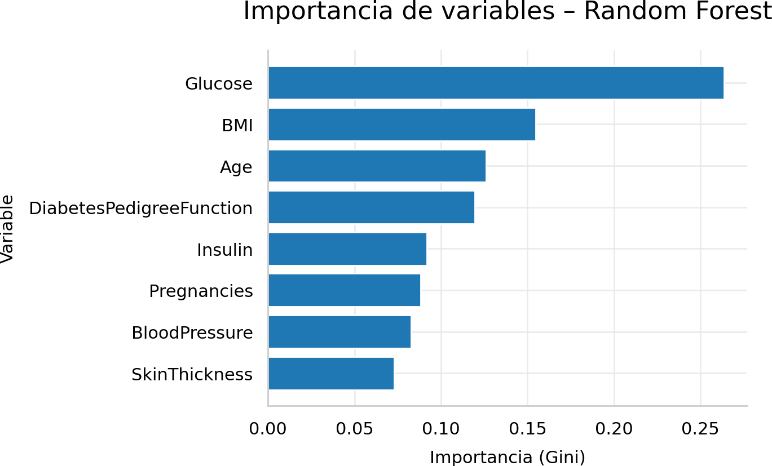 Importancia de variables – Random Forest
Variable
Glucose
BMI
Age
DiabetesPedigreeFunction
Insulin
Pregnancies
BloodPressure
SkinThickness
0.00 0.05 0.10 0.15 0.20 0.25
Importancia (Gini)